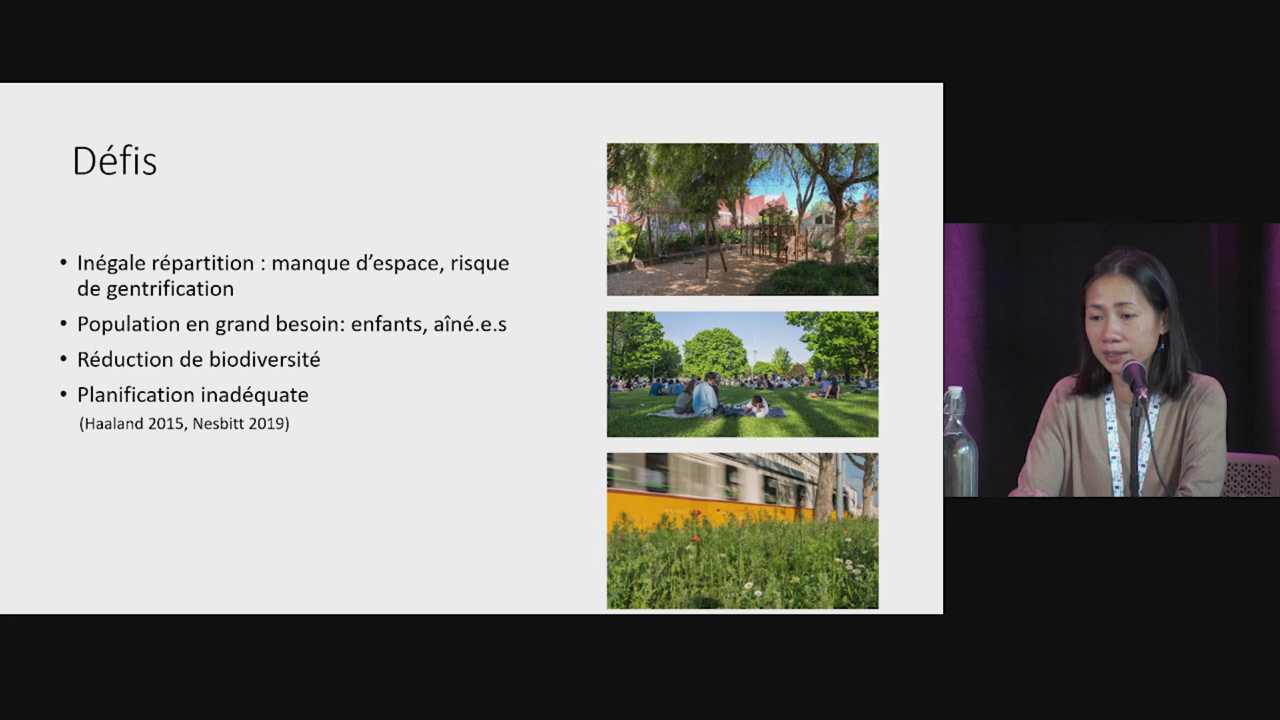 Défis
• Inégale répartition : manque d’espace, risque
de gentrification
• Population en grand besoin: enfants, aîné.e.s
• Réduction de biodiversité
• Planification inadéquate
(Haaland 2015, Nesbitt 2019)